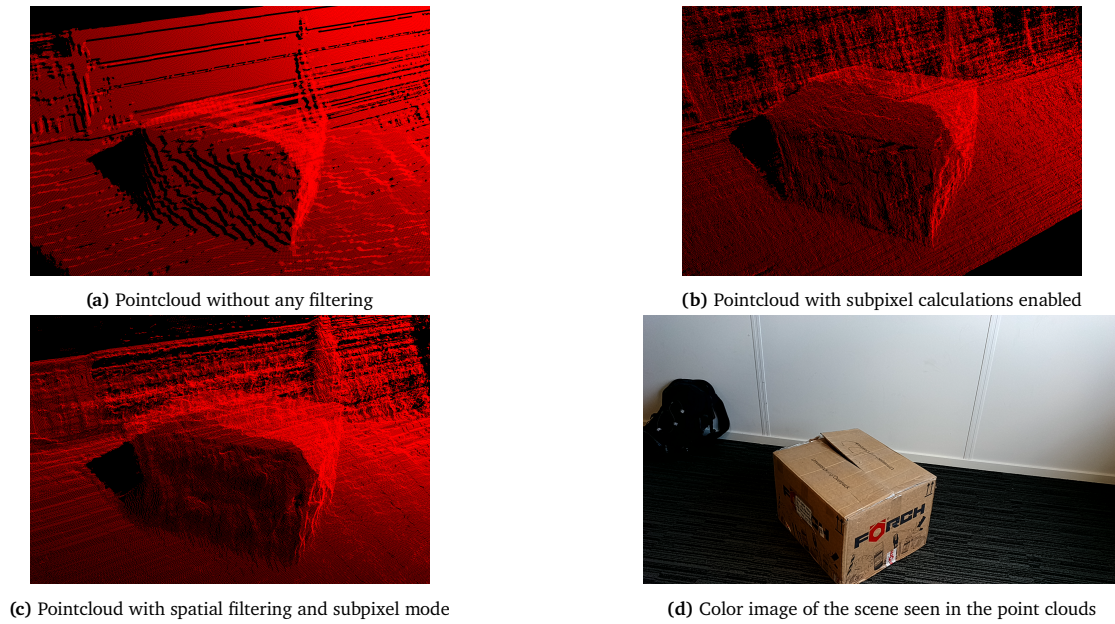 (a) Pointcloud without any filtering
(b) Pointcloud with subpixel calculations enabled
FÖRCH
(c) Pointcloud with spatial filtering and subpixel mode
(d) Color image of the scene seen in the point clouds